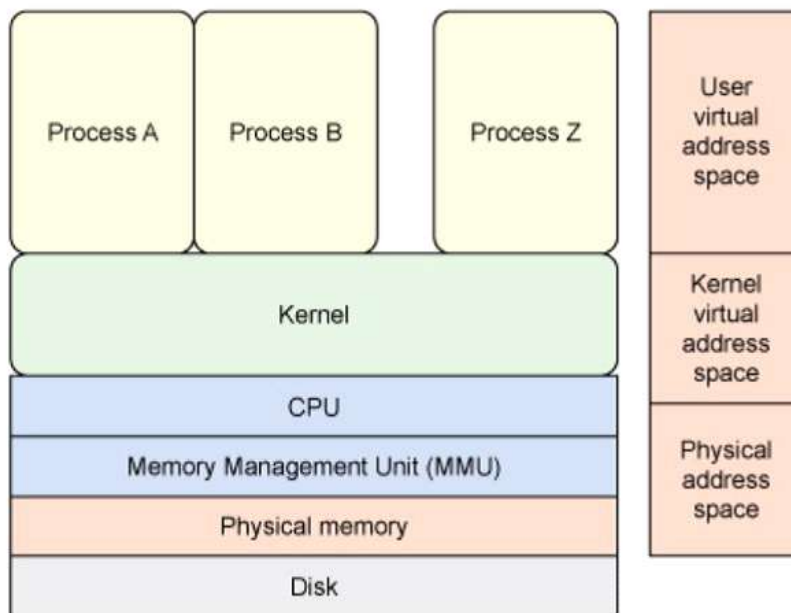 Process A
Process B
Process Z
User
virtual
address
space
Kernel
Kernel
virtual
address
space
CPU
Memory Management Unit (MMU)
Physical
address
space
Physical memory
Disk